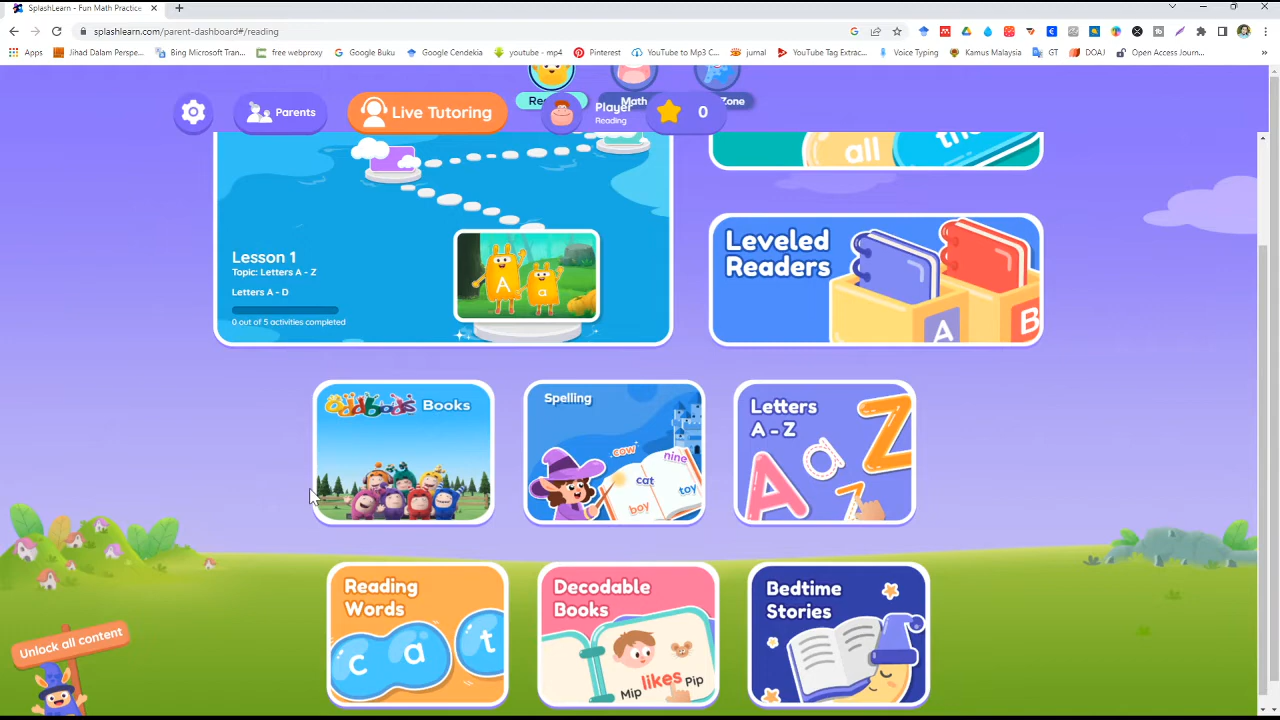 SplashLearn - Fun Math Practice
splashlearn.com/parent-dashboard#/reading
Apps
Jihad Dalam Perspe...
Bing Microsoft Tran...
free webproxy
Google Buku
Google Cendekia
youtube - mp4
Pinterest
YouTube to Mp3 C...
jurnal
YouTube Tag Extrac...
Voice Typing
Kamus Malaysia
GT
DOAJ
Open Access Journ...
Parents
Live Tutoring
Player
Reading
Math
Zone
0
all
the
Lesson 1
Topic: Letters A - Z
Letters A - D
0 out of 5 activities completed
A
a
Leveled
Readers
A
B
oddbods Books
Spelling
cow
nine
cat
toy
boy
Letters
A - Z
A
a
Z
Z
Reading
Words
c
a
t
Decodable
Books
Mip likes Pip
Bedtime
Stories
Unlock all content